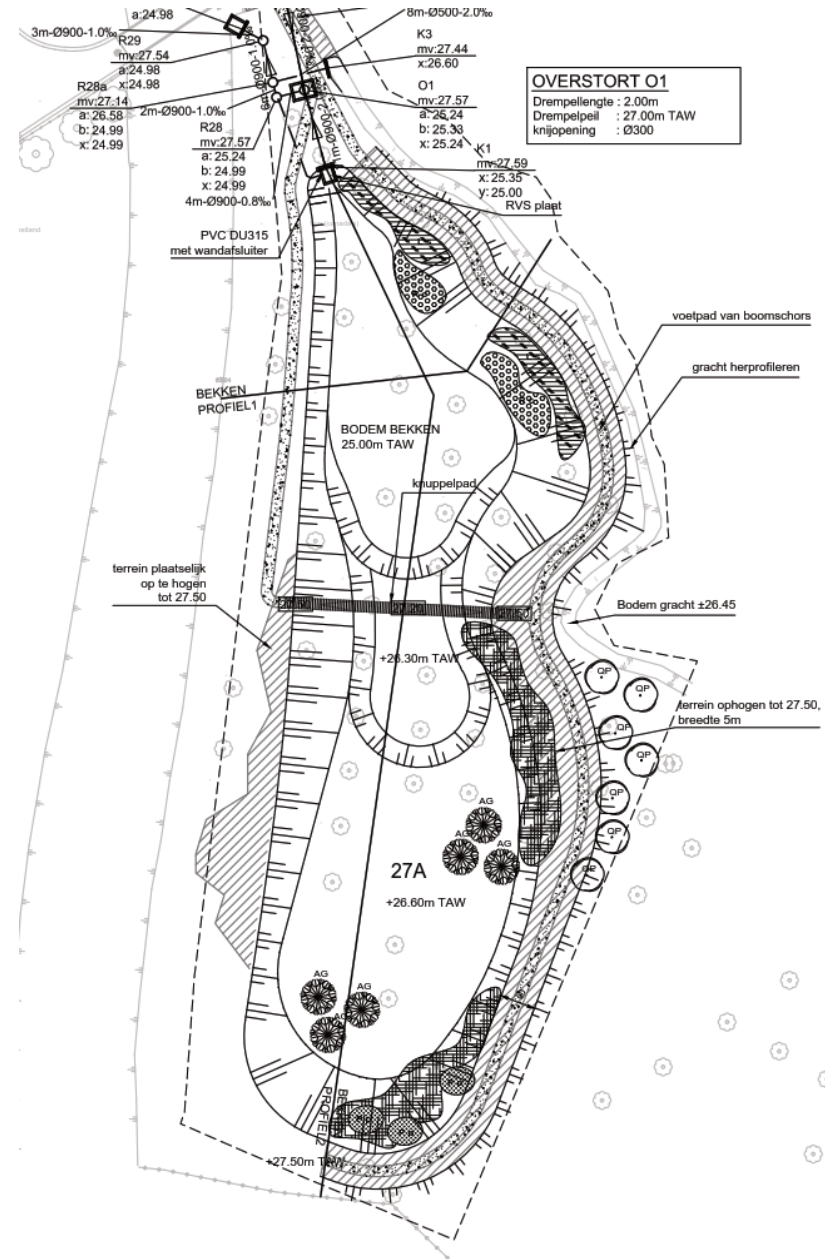 a:24.98
8m-Ø500-2.0‰
3m-Ø900-1.0‰
R29
mv:27.54
a:24.98
x:24.98
K3
mv:27.44
x:26.60
OVERSTORT O1
Drempellengte : 2.00m
Drempelpeil : 27.00m TAW
knijopening : Ø300
R28a
mv:27.14
a: 26.58
b: 24.99
x: 24.99
2m-Ø900-1.0‰
O1
mv:27.57
a: 25.24
b: 25.33
x: 25.24
R28
mv:27.57
a: 25.24
b: 24.99
x: 24.99
4m-Ø900-0.8‰
K1
mv:27.59
x: 25.35
y: 25.00
RVS plaat
PVC DU315
met wandafsluiter
voetpad van boomschors
gracht herprofileren
BEKKEN
PROFIEL1
BODEM BEKKEN
25.00m TAW
knuppelpad
terrein plaatselijk
op te hogen
tot 27.50
27.50
27.20
27.50
Bodem gracht ±26.45
+26.30m TAW
QP
QP
terrein ophogen tot 27.50,
breedte 5m
QP
QP
QP
QP
QP
AG
AG
AG
27A
+26.60m TAW
AG
AG
AG
BEKKEN
PROFIEL2
+27.50m TAW